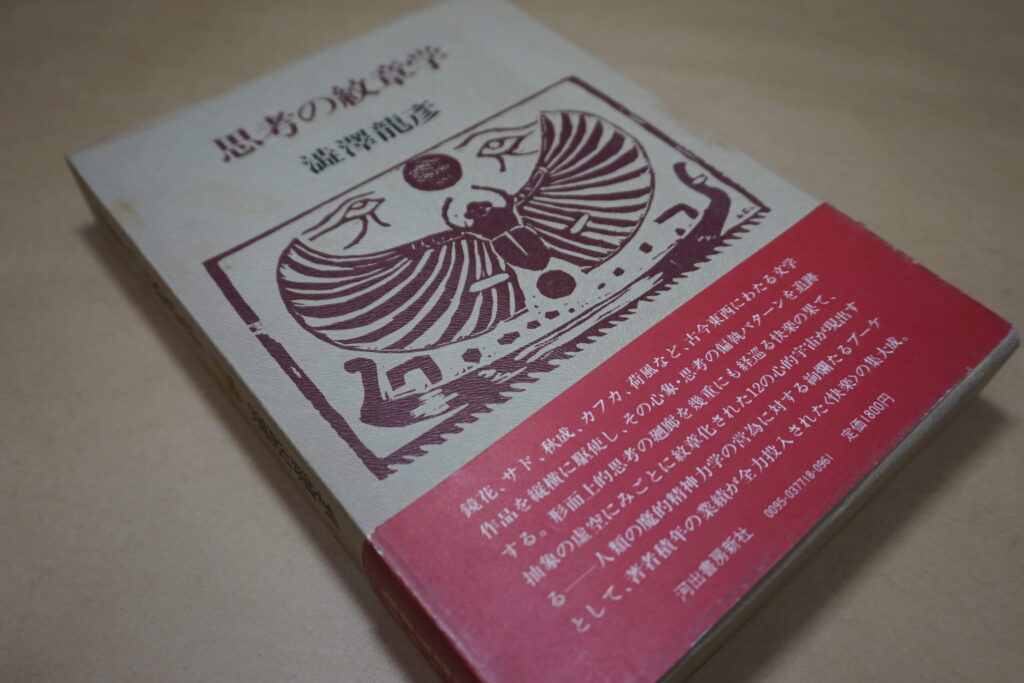 思考の紋章学
澁澤龍彦
鏡花、サド、秋成、カフカ、荷風など、古今東西にわたる文学
作品を縦横に駆使し、その心象・思考の偏執パターンを追跡
する。形而上的思考の廻廊を幾重にも経巡る快楽の果て、
抽象の虚空にみごとに紋章化された12の心的宇宙が現出す
る——人類の魔的精神力学の営為に対する絢爛たるアーケ
として、著者積年の業績が全力投入された〈快楽〉の集大成。
定価1800円
河出書房新社
0095-037718-0961